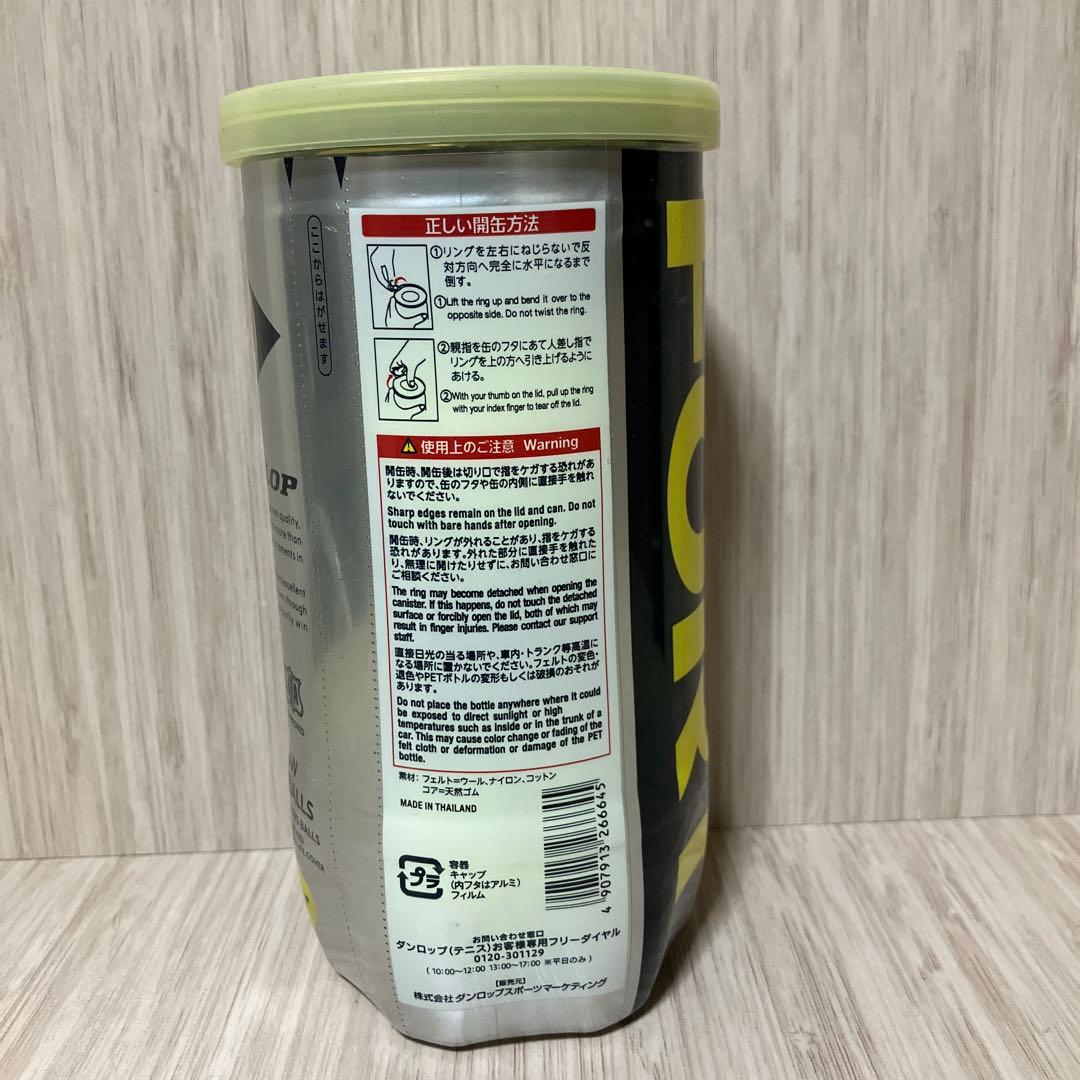 ここからはがせます
正しい開缶方法
①リングを左右にねじらないで反
対方向へ完全に水平になるまで
倒す。
①Lift the ring up and bend it over to the
opposite side. Do not twist the ring.
②親指を缶のフタにあて人差し指で
リングを上の方へ引き上げるように
あける。
②With your thumb on the lid, pull up the ring
with your index finger to tear off the lid.
使用上のご注意 Warning
開缶時、開缶後は切り口で指をケガする恐れがあ
りますので、缶のフタや缶の内側に直接手を触れ
ないでください。
Sharp edges remain on the lid and can. Do not
touch with bare hands after opening.
開缶時、リングが外れることがあり、指をケガする
恐れがあります。外れた部分に直接手を触れた
り、無理に開けたりせずに、お問い合わせ窓口に
ご相談ください。
The ring may become detached when opening the
canister. If this happens, do not touch the detached
surface or forcibly open the lid, both of which may
result in finger injuries. Please contact our support
staff.
直接日光の当る場所や、車内・トランク等高温に
なる場所に置かないでください。フェルトの変色・
退色やPETボトルの変形もしくは破損のおそれが
あります。
Do not place the bottle anywhere where it could
be exposed to direct sunlight or high
temperatures such as inside or in the trunk of a
car. This may cause color change or fading of the
felt cloth or deformation or damage of the PET
bottle.
素材：フェルト=ウール、ナイロン、コットン
コア=天然ゴム
MADE IN THAILAND
プラ
容器
キャップ
(内フタはアルミ)
フィルム
4907913266645
お問い合わせ窓口
ダンロップ(テニス)お客様専用フリーダイヤル
0120-301129
(10:00〜12:00 13:00〜17:00 ※平日のみ)
【販売元】
株式会社ダンロップスポーツマーケティング
LOP
quality.
more than
in
excellent
through
win
BALLS
BALLS
COVER
FOR